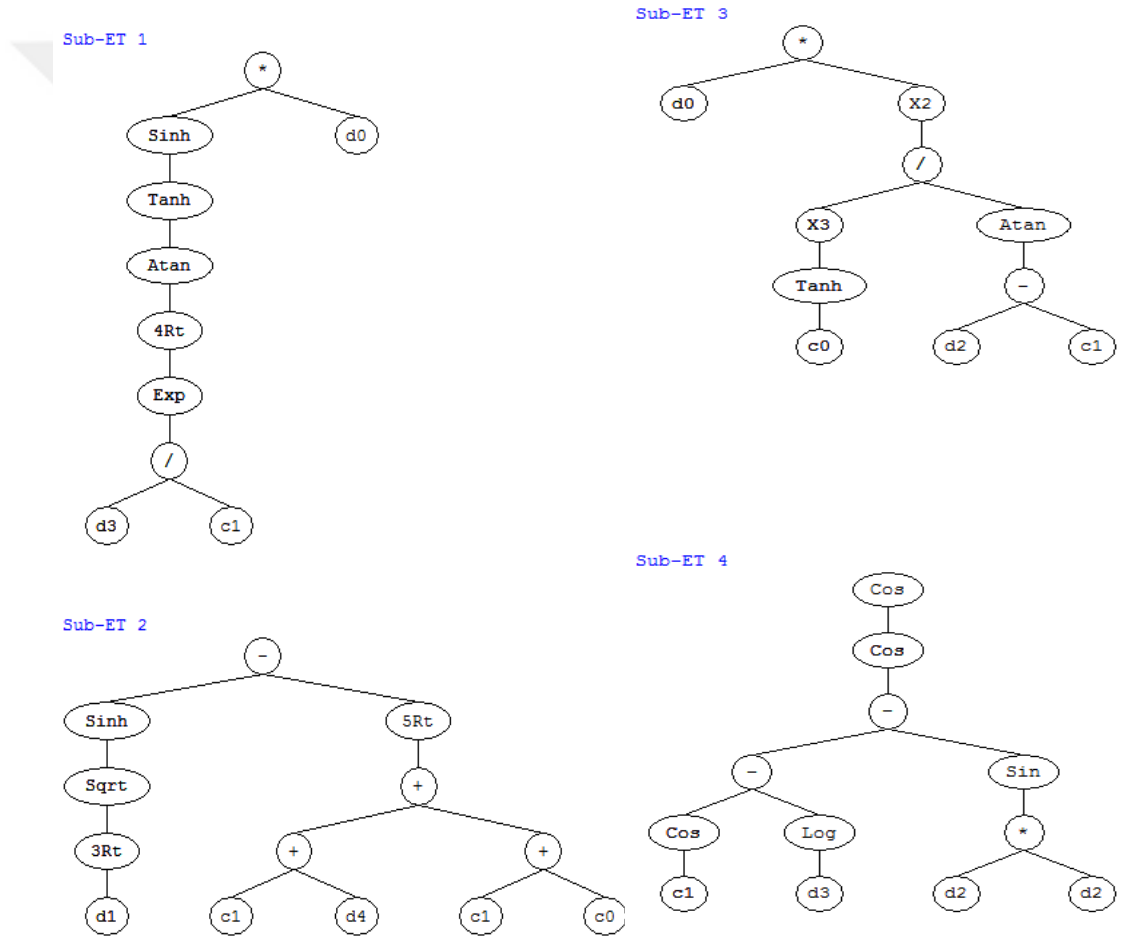 Sub-ET 1
*
Sinh
d0
Tanh
Atan
4Rt
Exp
/
d3
c1
Sub-ET 2
-
Sinh
5Rt
Sqrt
+
3Rt
+
+
d1
c1
d4
c1
c0
Sub-ET 3
*
d0
X2
/
X3
Atan
Tanh
-
c0
d2
c1
Sub-ET 4
Cos
Cos
-
-
Sin
Cos
Log
*
c1
d3
d2
d2